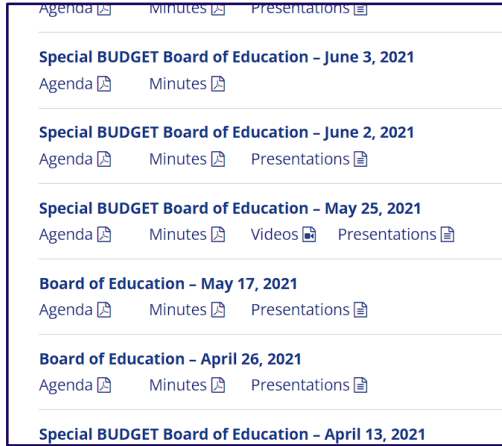 Agenda Minutes Presentations
Special BUDGET Board of Education – June 3, 2021
Agenda Minutes
Special BUDGET Board of Education – June 2, 2021
Agenda Minutes Presentations
Special BUDGET Board of Education – May 25, 2021
Agenda Minutes Videos Presentations
Board of Education – May 17, 2021
Agenda Minutes Presentations
Board of Education – April 26, 2021
Agenda Minutes Presentations
Special BUDGET Board of Education – April 13, 2021